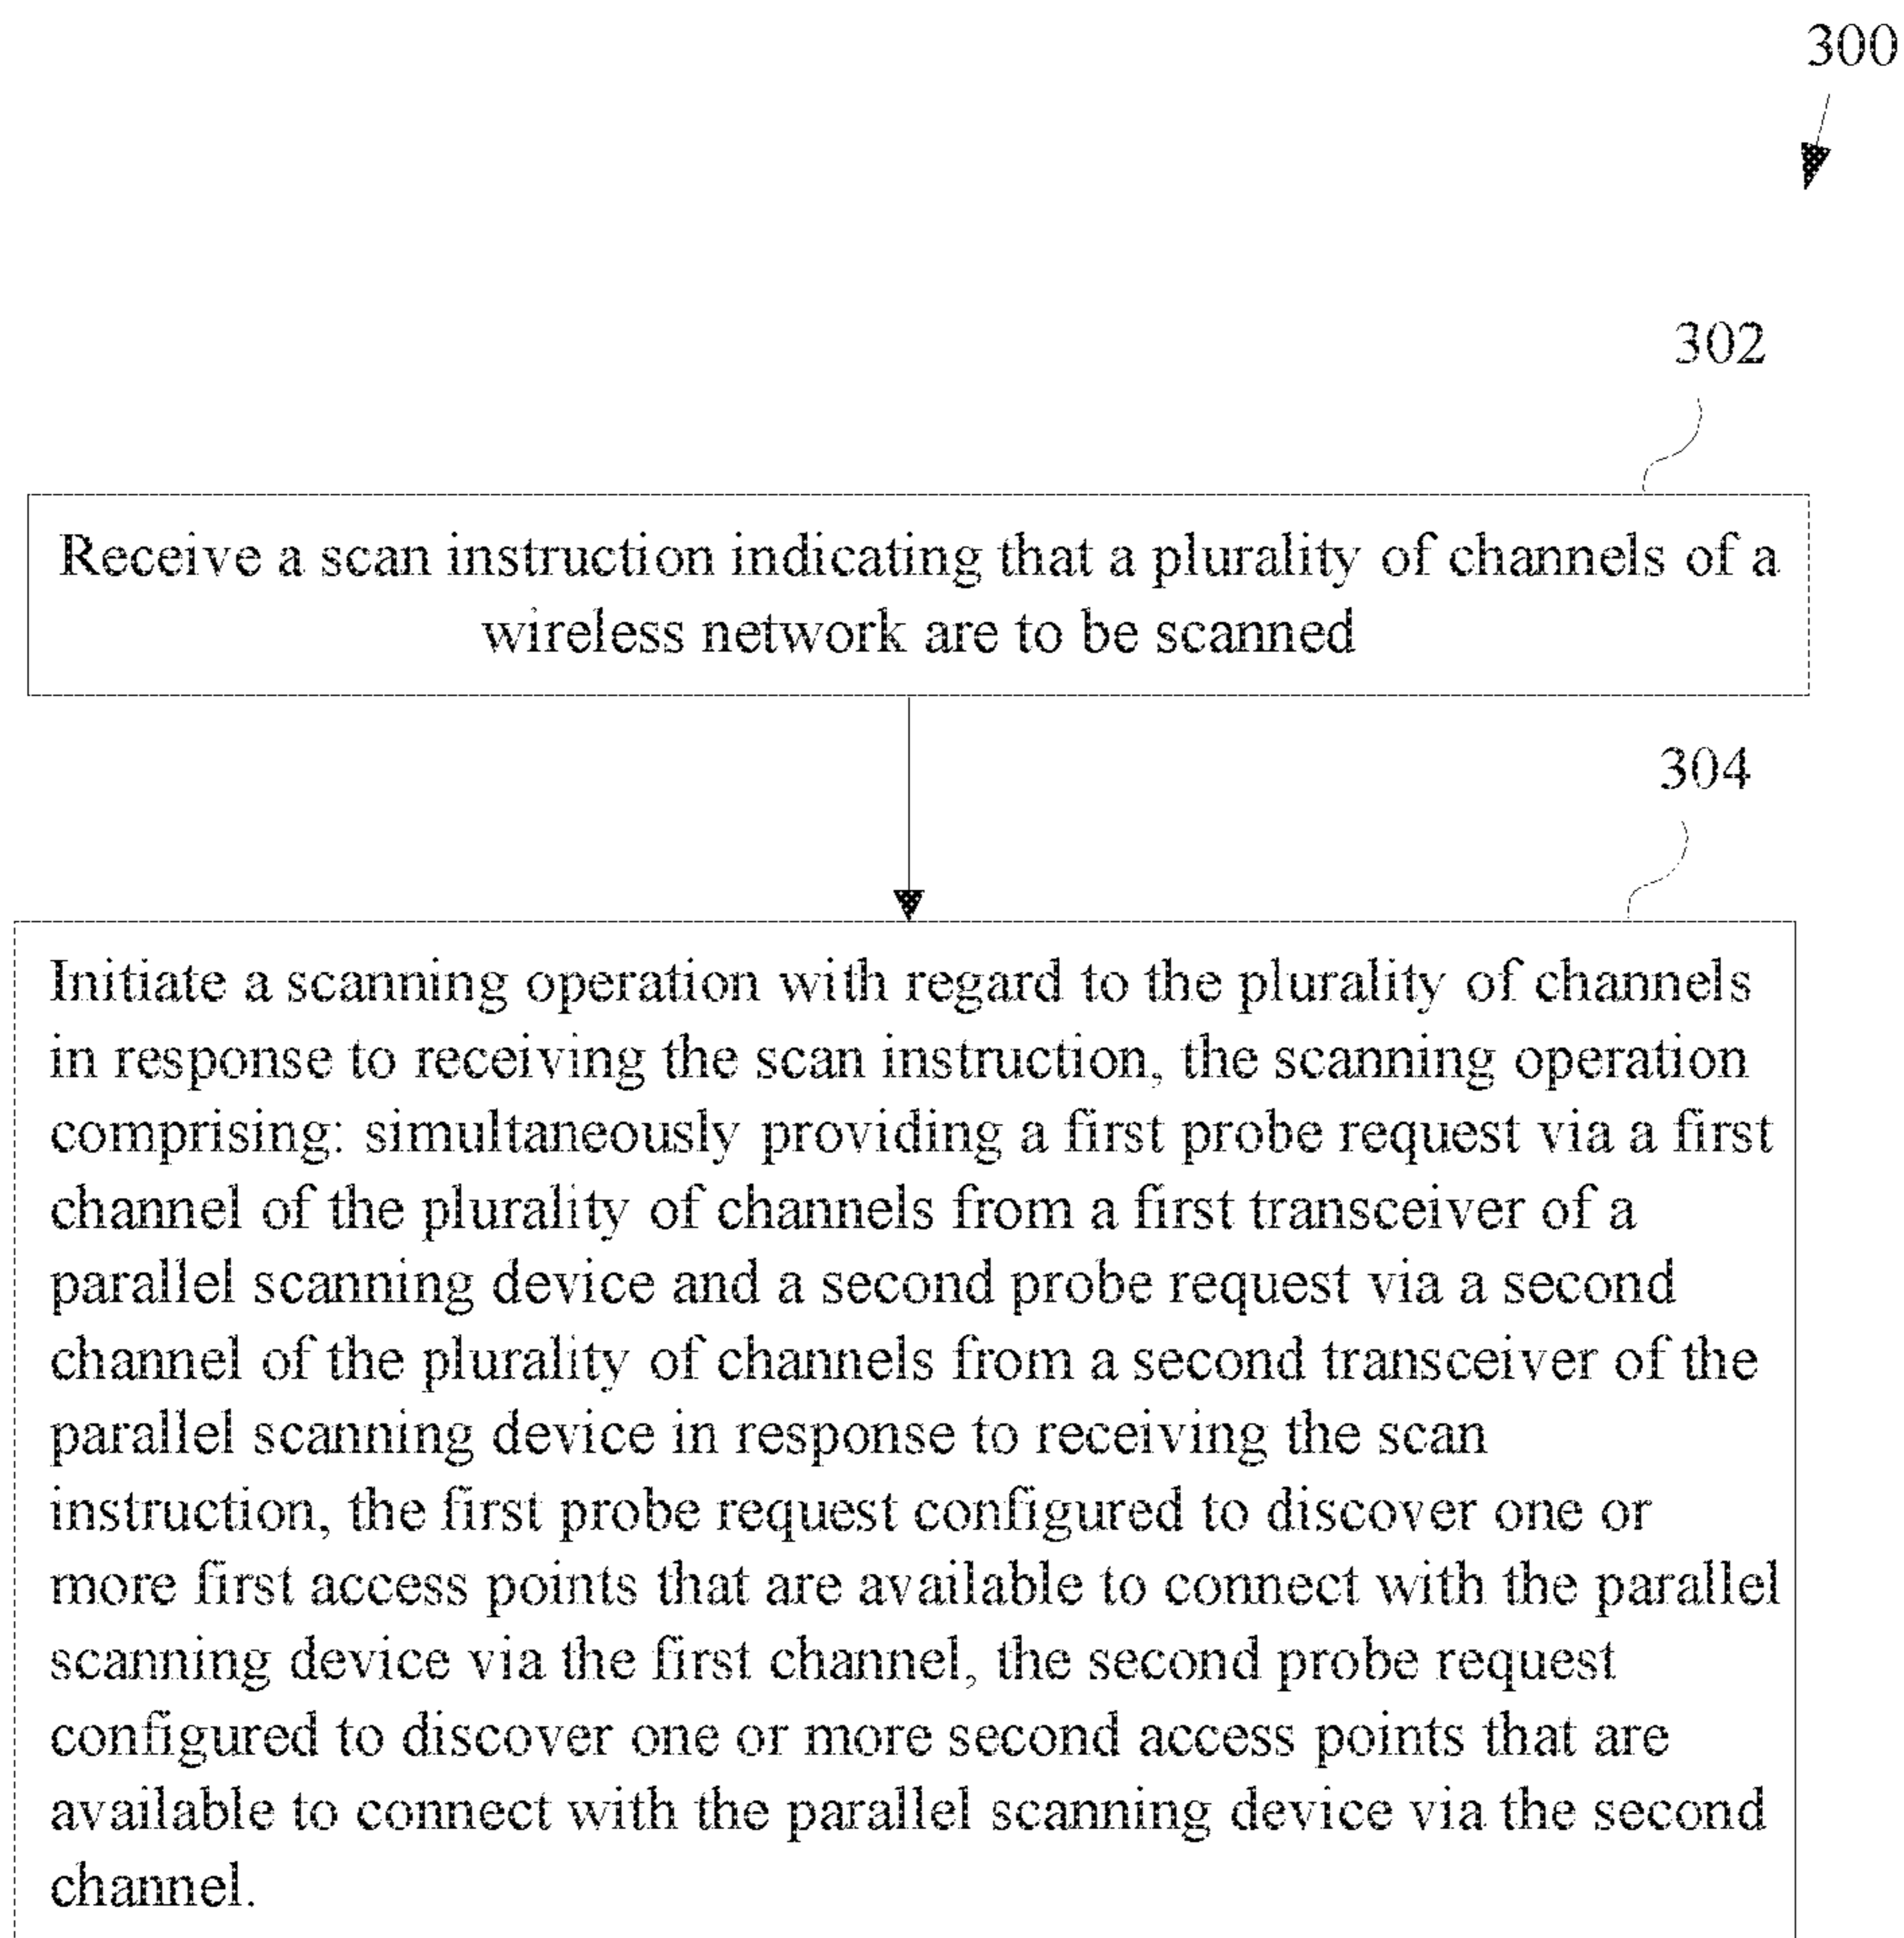 300
302
Receive a scan instruction indicating that a plurality of channels of a
wireless network are to be scanned
304
Initiate a scanning operation with regard to the plurality of channels
in response to receiving the scan instruction, the scanning operation
comprising: simultaneously providing a first probe request via a first
channel of the plurality of channels from a first transceiver of a
parallel scanning device and a second probe request via a second
channel of the plurality of channels from a second transceiver of the
parallel scanning device in response to receiving the scan
instruction, the first probe request configured to discover one or
more first access points that are available to connect with the parallel
scanning device via the first channel, the second probe request
configured to discover one or more second access points that are
available to connect with the parallel scanning device via the second
channel.